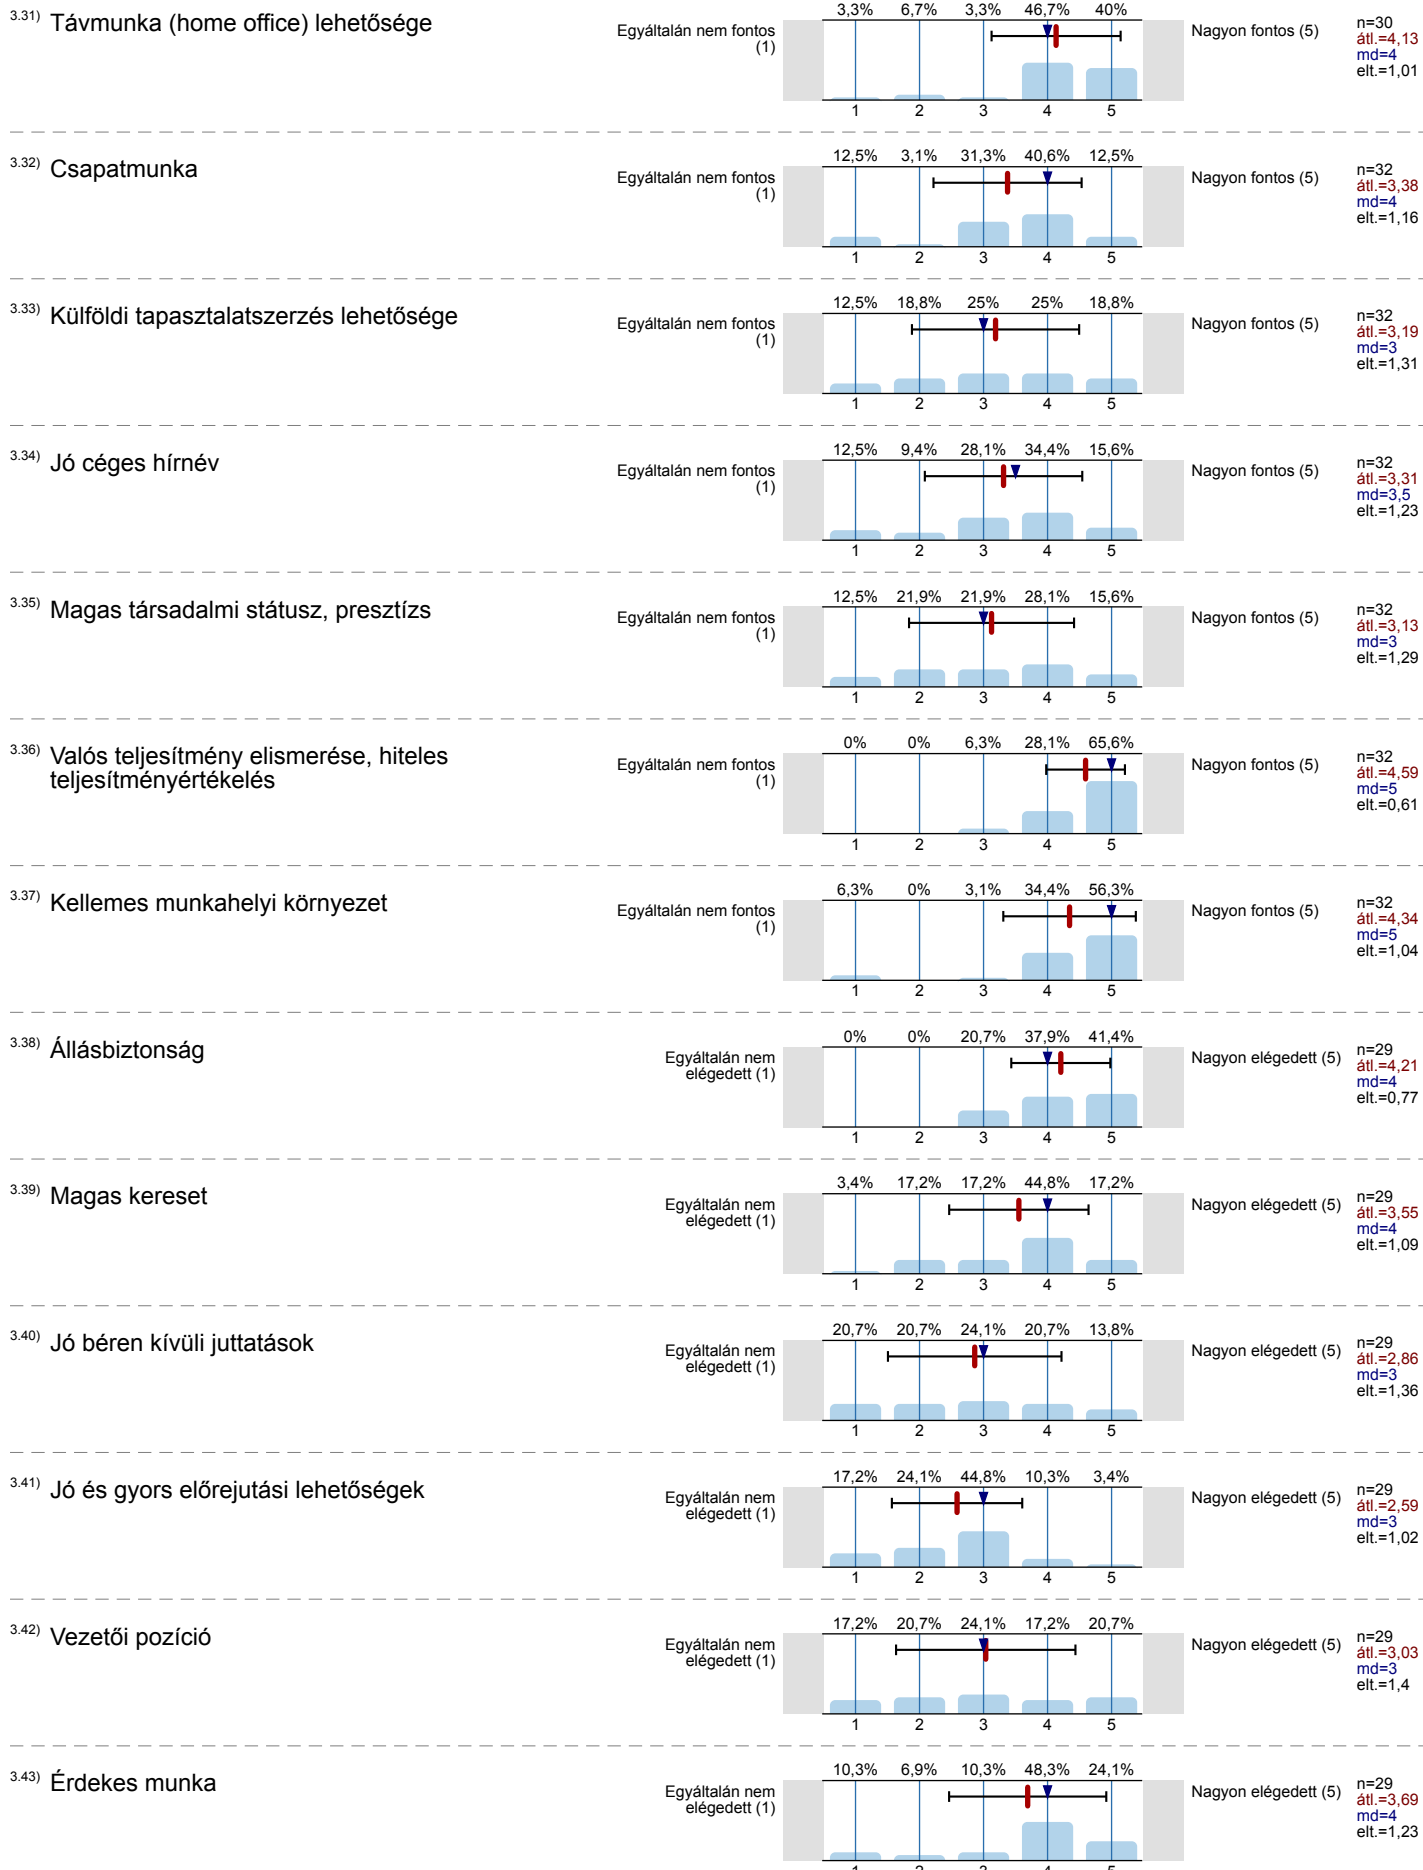 3.31) Távmunka (home office) lehetősége
3,3% 6,7% 3,3% 46,7% 40%
Egyáltalán nem fontos
(1)
Nagyon fontos (5)
n=30
átl.=4,13
md=4
elt.=1,01
1 2 3 4 5
3.32) Csapatmunka
12,5% 3,1% 31,3% 40,6% 12,5%
Egyáltalán nem fontos
(1)
Nagyon fontos (5)
n=32
átl.=3,38
md=4
elt.=1,16
1 2 3 4 5
3.33) Külföldi tapasztalatszerzés lehetősége
12,5% 18,8% 25% 25% 18,8%
Egyáltalán nem fontos
(1)
Nagyon fontos (5)
n=32
átl.=3,19
md=3
elt.=1,31
1 2 3 4 5
3.34) Jó céges hírnév
12,5% 9,4% 28,1% 34,4% 15,6%
Egyáltalán nem fontos
(1)
Nagyon fontos (5)
n=32
átl.=3,31
md=3,5
elt.=1,23
1 2 3 4 5
3.35) Magas társadalmi státusz, presztízs
12,5% 21,9% 21,9% 28,1% 15,6%
Egyáltalán nem fontos
(1)
Nagyon fontos (5)
n=32
átl.=3,13
md=3
elt.=1,29
1 2 3 4 5
3.36) Valós teljesítmény elismerése, hiteles
teljesítményértékelés
0% 0% 6,3% 28,1% 65,6%
Egyáltalán nem fontos
(1)
Nagyon fontos (5)
n=32
átl.=4,59
md=5
elt.=0,61
1 2 3 4 5
3.37) Kellemes munkahelyi környezet
6,3% 0% 3,1% 34,4% 56,3%
Egyáltalán nem fontos
(1)
Nagyon fontos (5)
n=32
átl.=4,34
md=5
elt.=1,04
1 2 3 4 5
3.38) Állásbiztonság
0% 0% 20,7% 37,9% 41,4%
Egyáltalán nem
elégedett (1)
Nagyon elégedett (5)
n=29
átl.=4,21
md=4
elt.=0,77
1 2 3 4 5
3.39) Magas kereset
3,4% 17,2% 17,2% 44,8% 17,2%
Egyáltalán nem
elégedett (1)
Nagyon elégedett (5)
n=29
átl.=3,55
md=4
elt.=1,09
1 2 3 4 5
3.40) Jó béren kívüli juttatások
20,7% 20,7% 24,1% 20,7% 13,8%
Egyáltalán nem
elégedett (1)
Nagyon elégedett (5)
n=29
átl.=2,86
md=3
elt.=1,36
1 2 3 4 5
3.41) Jó és gyors előrejutási lehetőségek
17,2% 24,1% 44,8% 10,3% 3,4%
Egyáltalán nem
elégedett (1)
Nagyon elégedett (5)
n=29
átl.=2,59
md=3
elt.=1,02
1 2 3 4 5
3.42) Vezetői pozíció
17,2% 20,7% 24,1% 17,2% 20,7%
Egyáltalán nem
elégedett (1)
Nagyon elégedett (5)
n=29
átl.=3,03
md=3
elt.=1,4
1 2 3 4 5
3.43) Érdekes munka
10,3% 6,9% 10,3% 48,3% 24,1%
Egyáltalán nem
elégedett (1)
Nagyon elégedett (5)
n=29
átl.=3,69
md=4
elt.=1,23
1 2 3 4 5